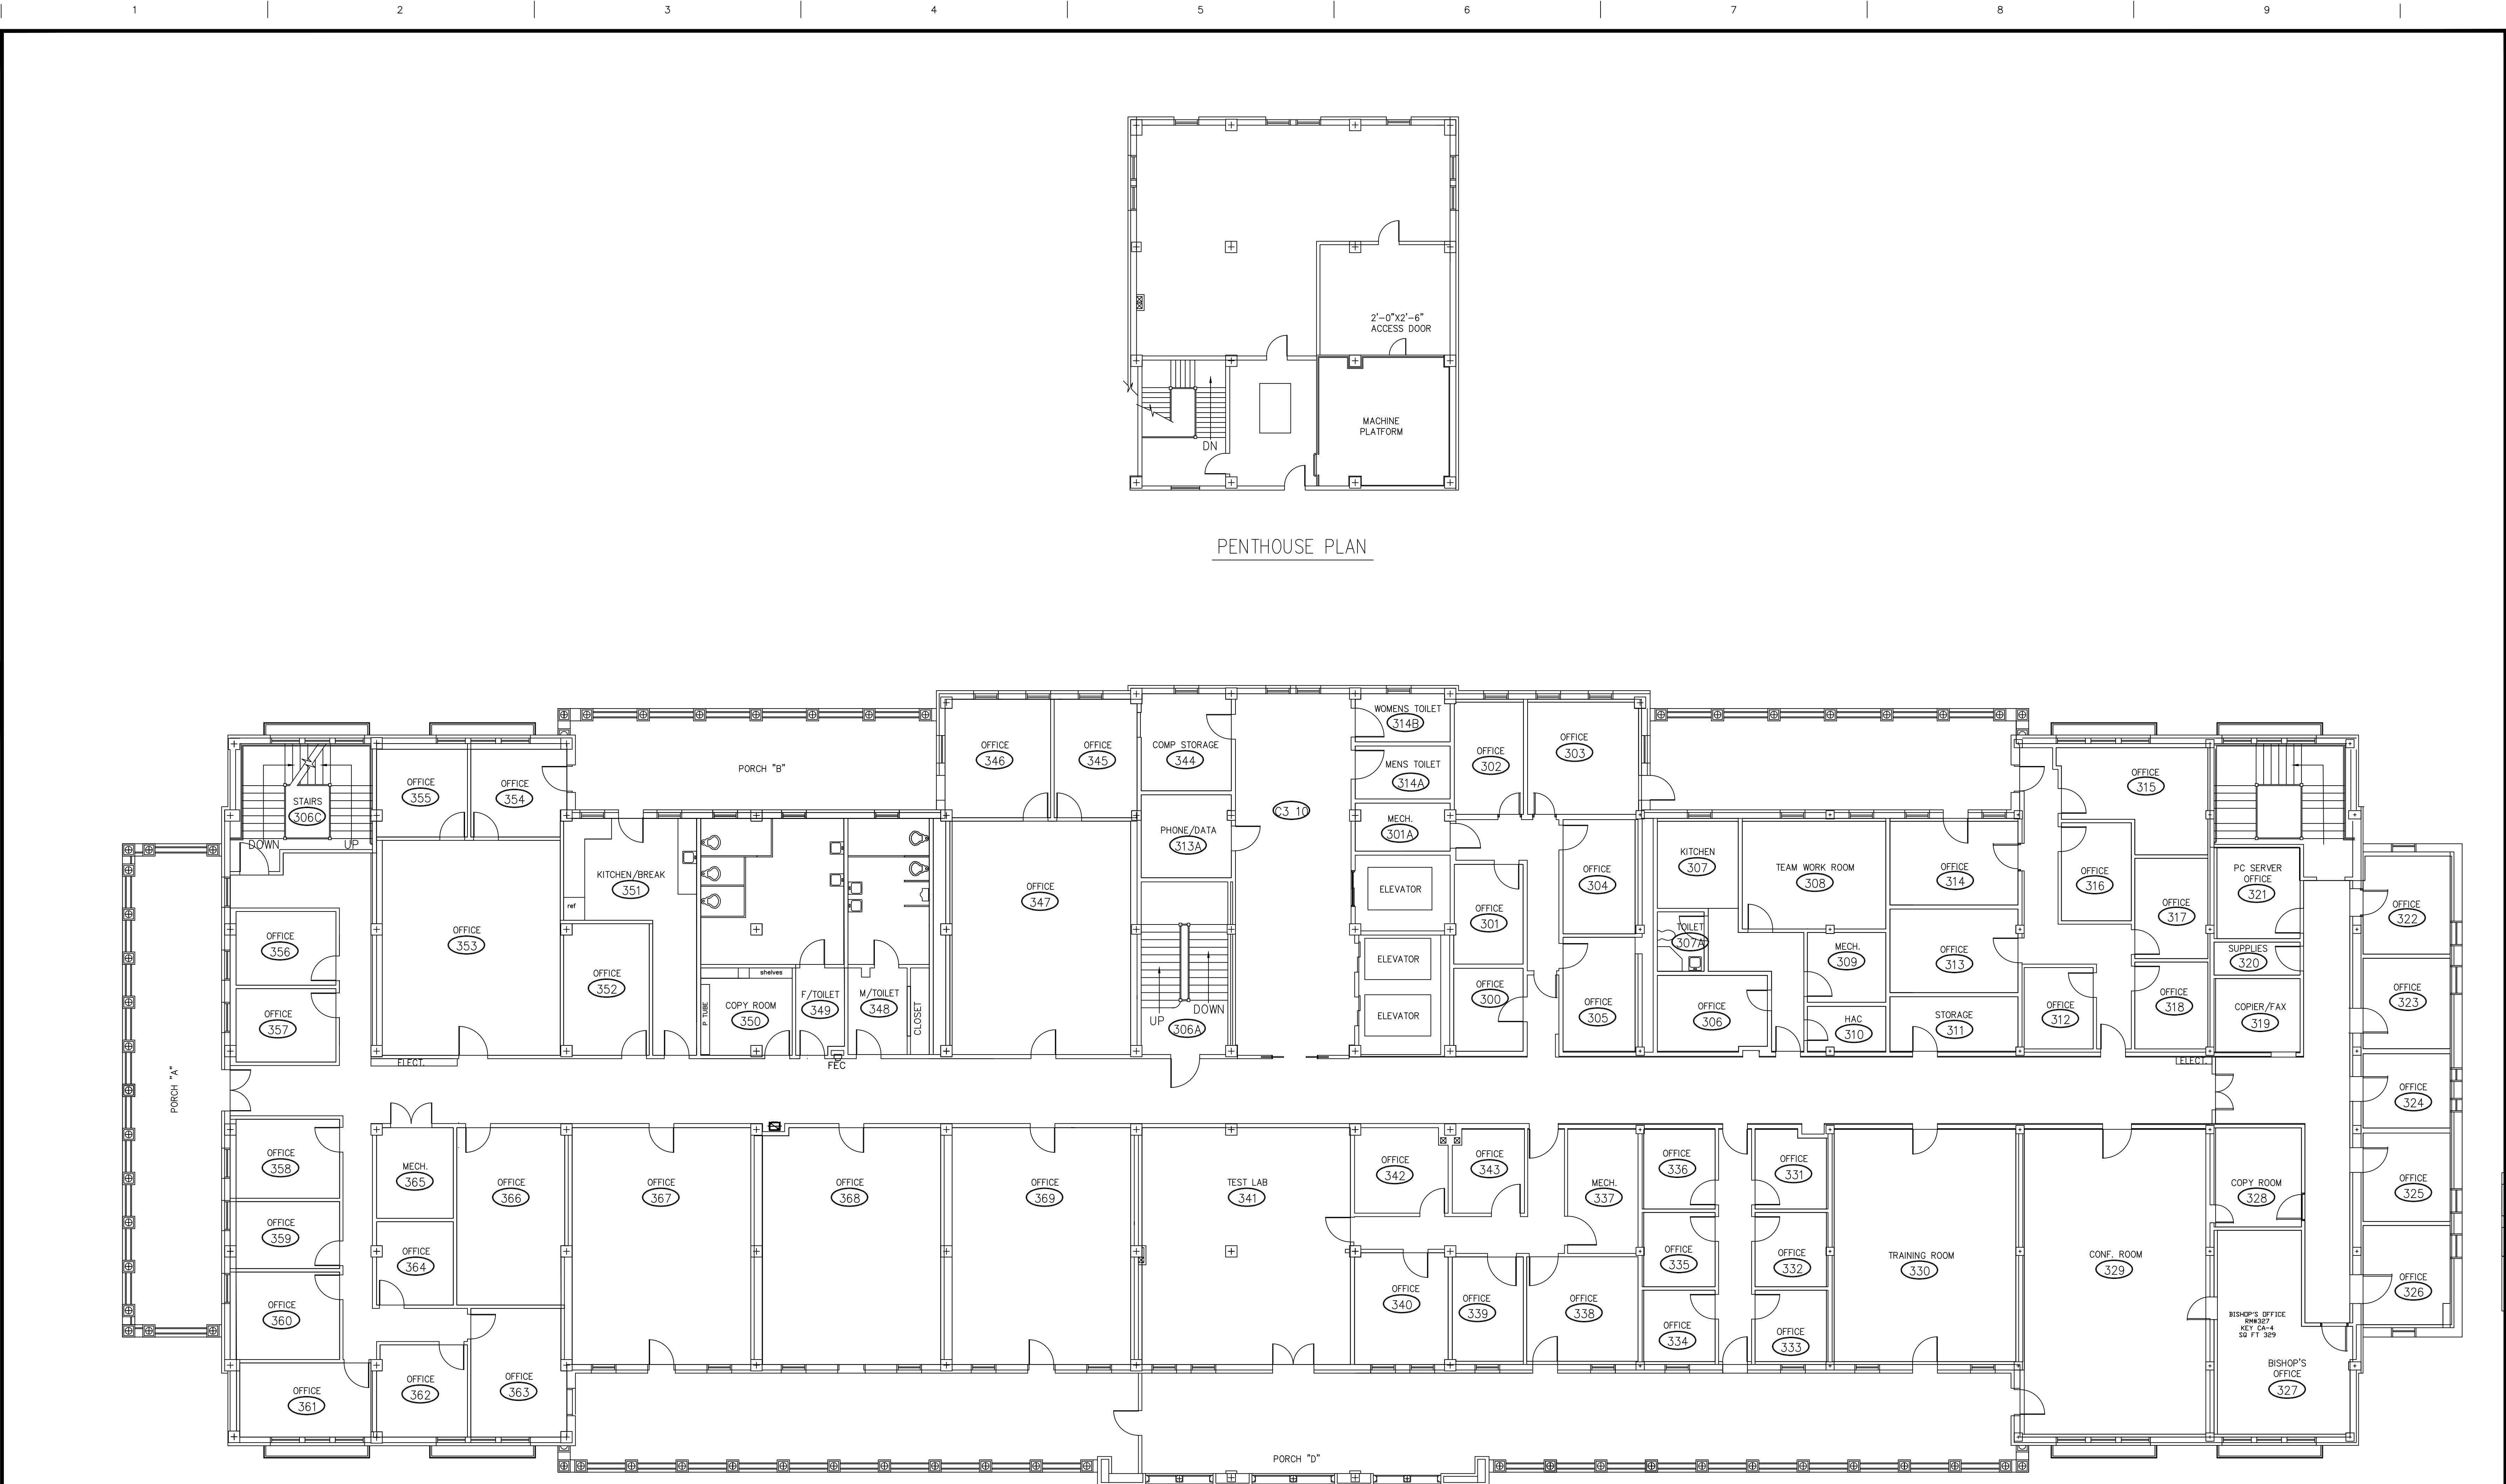 1 2 3 4 5 6 7 8 9
2'-0"X2'-6"
ACCESS DOOR
MACHINE
PLATFORM
DN
PENTHOUSE PLAN
STAIRS
306C
DOWN
UP
OFFICE
355
OFFICE
354
PORCH "B"
OFFICE
346
OFFICE
345
COMP STORAGE
344
WOMENS TOILET
314B
MENS TOILET
314A
OFFICE
302
OFFICE
303
C3 10
MECH.
301A
PHONE/DATA
313A
OFFICE
315
KITCHEN/BREAK
351
ref
OFFICE
353
OFFICE
352
OFFICE
347
ELEVATOR
ELEVATOR
ELEVATOR
OFFICE
301
OFFICE
300
OFFICE
304
OFFICE
305
KITCHEN
307
TOILET
307A
TEAM WORK ROOM
308
MECH.
309
OFFICE
306
HAC
310
OFFICE
314
OFFICE
313
STORAGE
311
OFFICE
316
OFFICE
317
OFFICE
312
OFFICE
318
PC SERVER
OFFICE
321
SUPPLIES
320
COPIER/FAX
319
OFFICE
322
OFFICE
323
OFFICE
356
OFFICE
357
shelves
P TUBE
COPY ROOM
350
F/TOILET
349
M/TOILET
348
CLOSET
UP
DOWN
306A
ELECT.
FEC
ELECT.
PORCH "A"
OFFICE
324
OFFICE
325
OFFICE
326
OFFICE
358
OFFICE
359
OFFICE
360
OFFICE
361
MECH.
365
OFFICE
364
OFFICE
362
OFFICE
363
OFFICE
366
OFFICE
367
OFFICE
368
OFFICE
369
TEST LAB
341
OFFICE
342
OFFICE
343
OFFICE
340
OFFICE
339
OFFICE
338
MECH.
337
OFFICE
336
OFFICE
335
OFFICE
334
OFFICE
331
OFFICE
332
OFFICE
333
TRAINING ROOM
330
CONF. ROOM
329
COPY ROOM
328
BISHOP'S OFFICE
RM#327
KEY CA-4
SQ FT 329
BISHOP'S
OFFICE
327
PORCH "D"